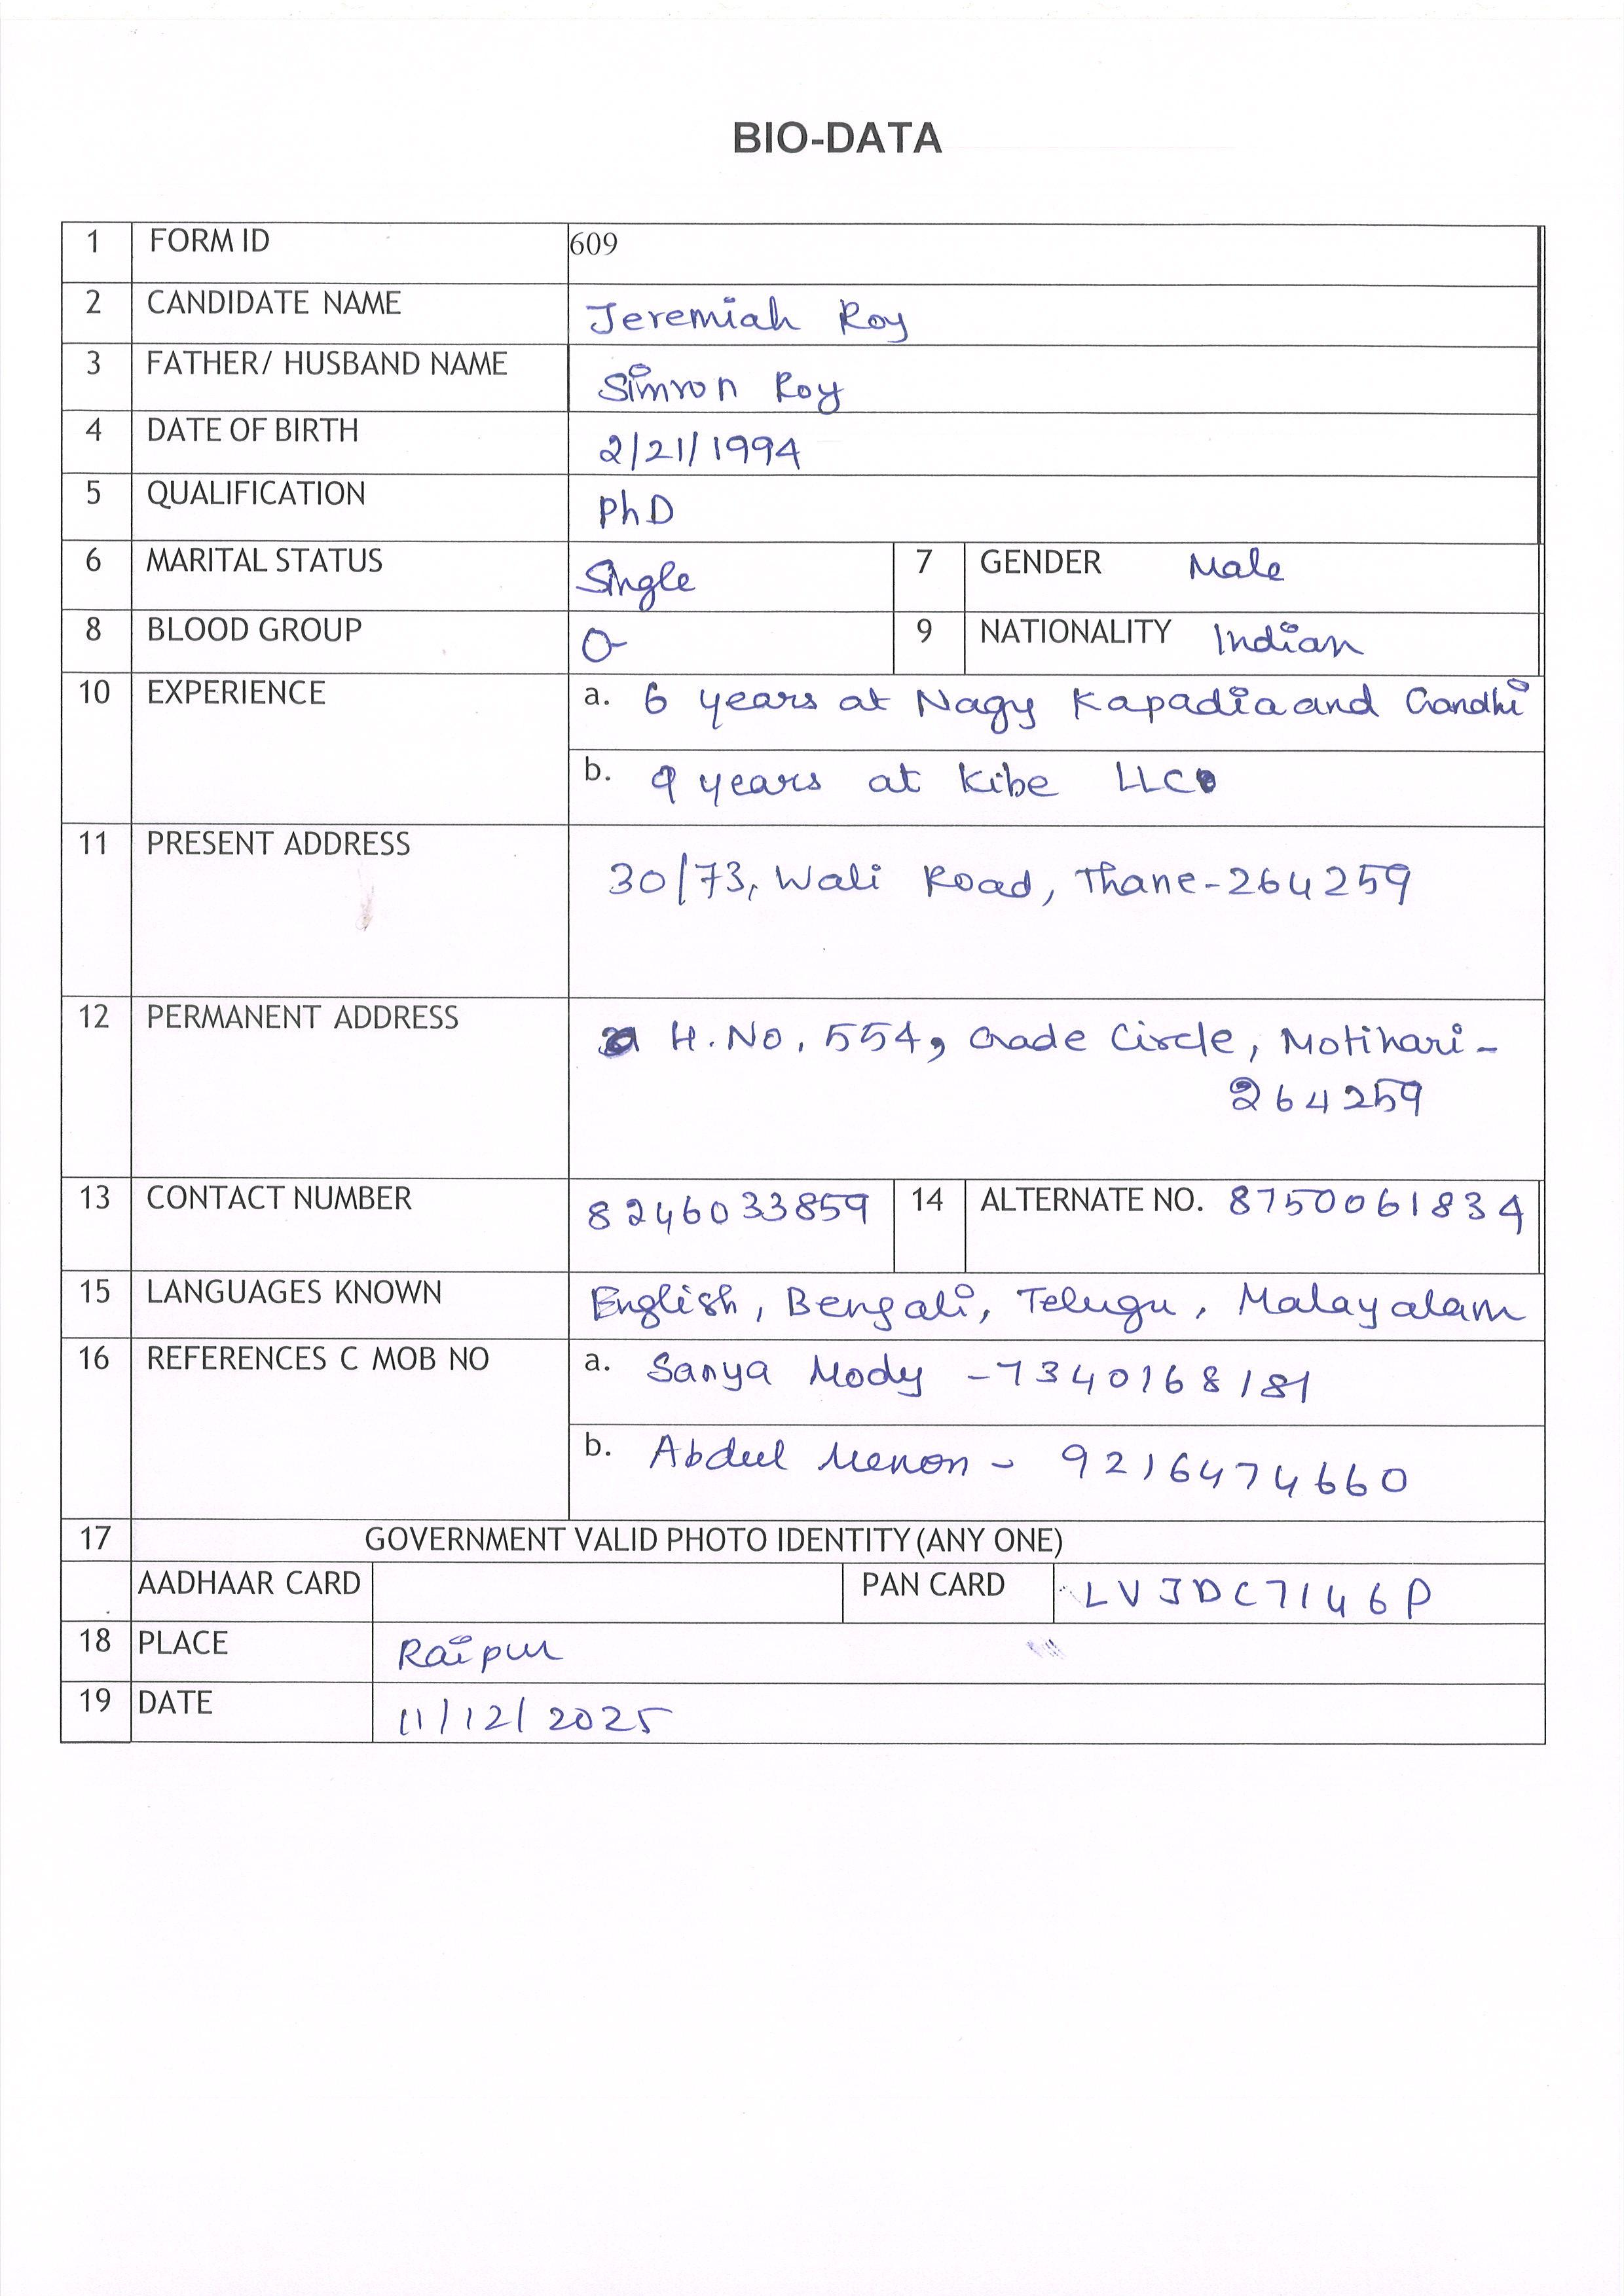 BIO-DATA
1 FORM ID 609
2 CANDIDATE NAME Jeremiah Roy
3 FATHER/ HUSBAND NAME Simron Roy
4 DATE OF BIRTH 2/21/1994
5 QUALIFICATION PhD
6 MARITAL STATUS Single 7 GENDER Male
8 BLOOD GROUP O- 9 NATIONALITY Indian
10 EXPERIENCE a. 6 years at Nagy Kapadia and Gandhi
b. 9 years at Kibe LLC
11 PRESENT ADDRESS 30/73, Wali Road, Thane-264259
12 PERMANENT ADDRESS H.No. 554, Gade Circle, Motihari -
264259
13 CONTACT NUMBER 8246033859 14 ALTERNATE NO. 8750061834
15 LANGUAGES KNOWN English, Bengali, Telugu, Malayalam
16 REFERENCES C MOB NO a. Sanya Mody - 7340168181
b. Abdul Menon - 9216474660
17 GOVERNMENT VALID PHOTO IDENTITY (ANY ONE)
AADHAAR CARD PAN CARD LVJDC7146P
18 PLACE Raipur
19 DATE 11/12/2025